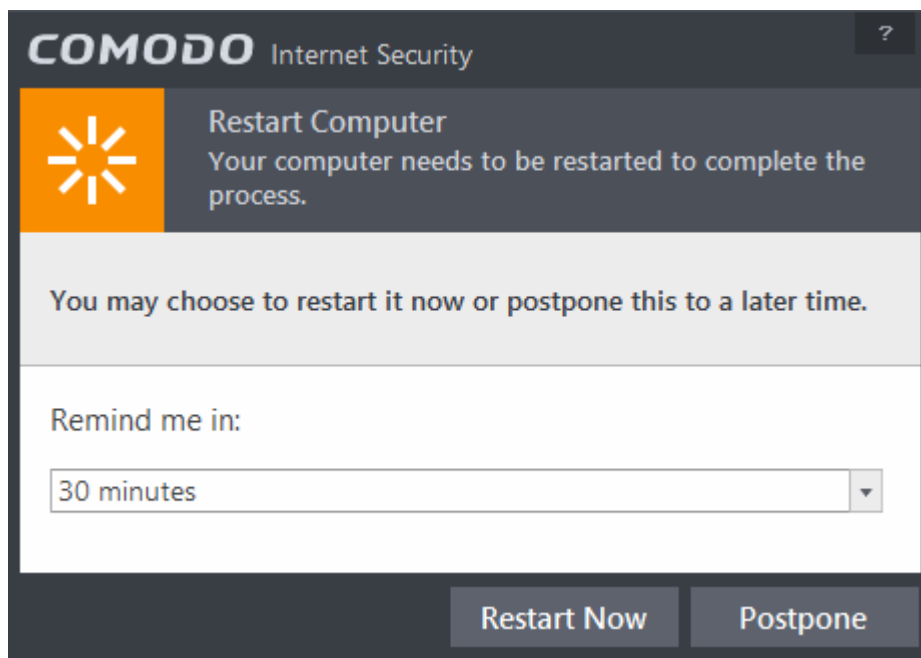 COMODO Internet Security
?
Restart Computer
Your computer needs to be restarted to complete the
process.
You may choose to restart it now or postpone this to a later time.
Remind me in:
30 minutes
Restart Now Postpone